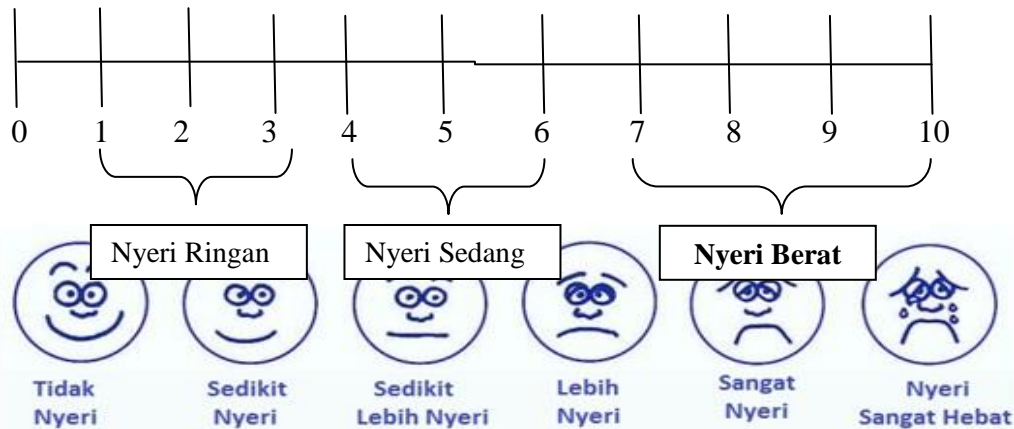 0 1 2 3 4 5 6 7 8 9 10
Nyeri Ringan
Nyeri Sedang
Nyeri Berat
Tidak
Nyeri
Sedikit
Nyeri
Sedikit
Lebih Nyeri
Lebih
Nyeri
Sangat
Nyeri
Nyeri
Sangat Hebat